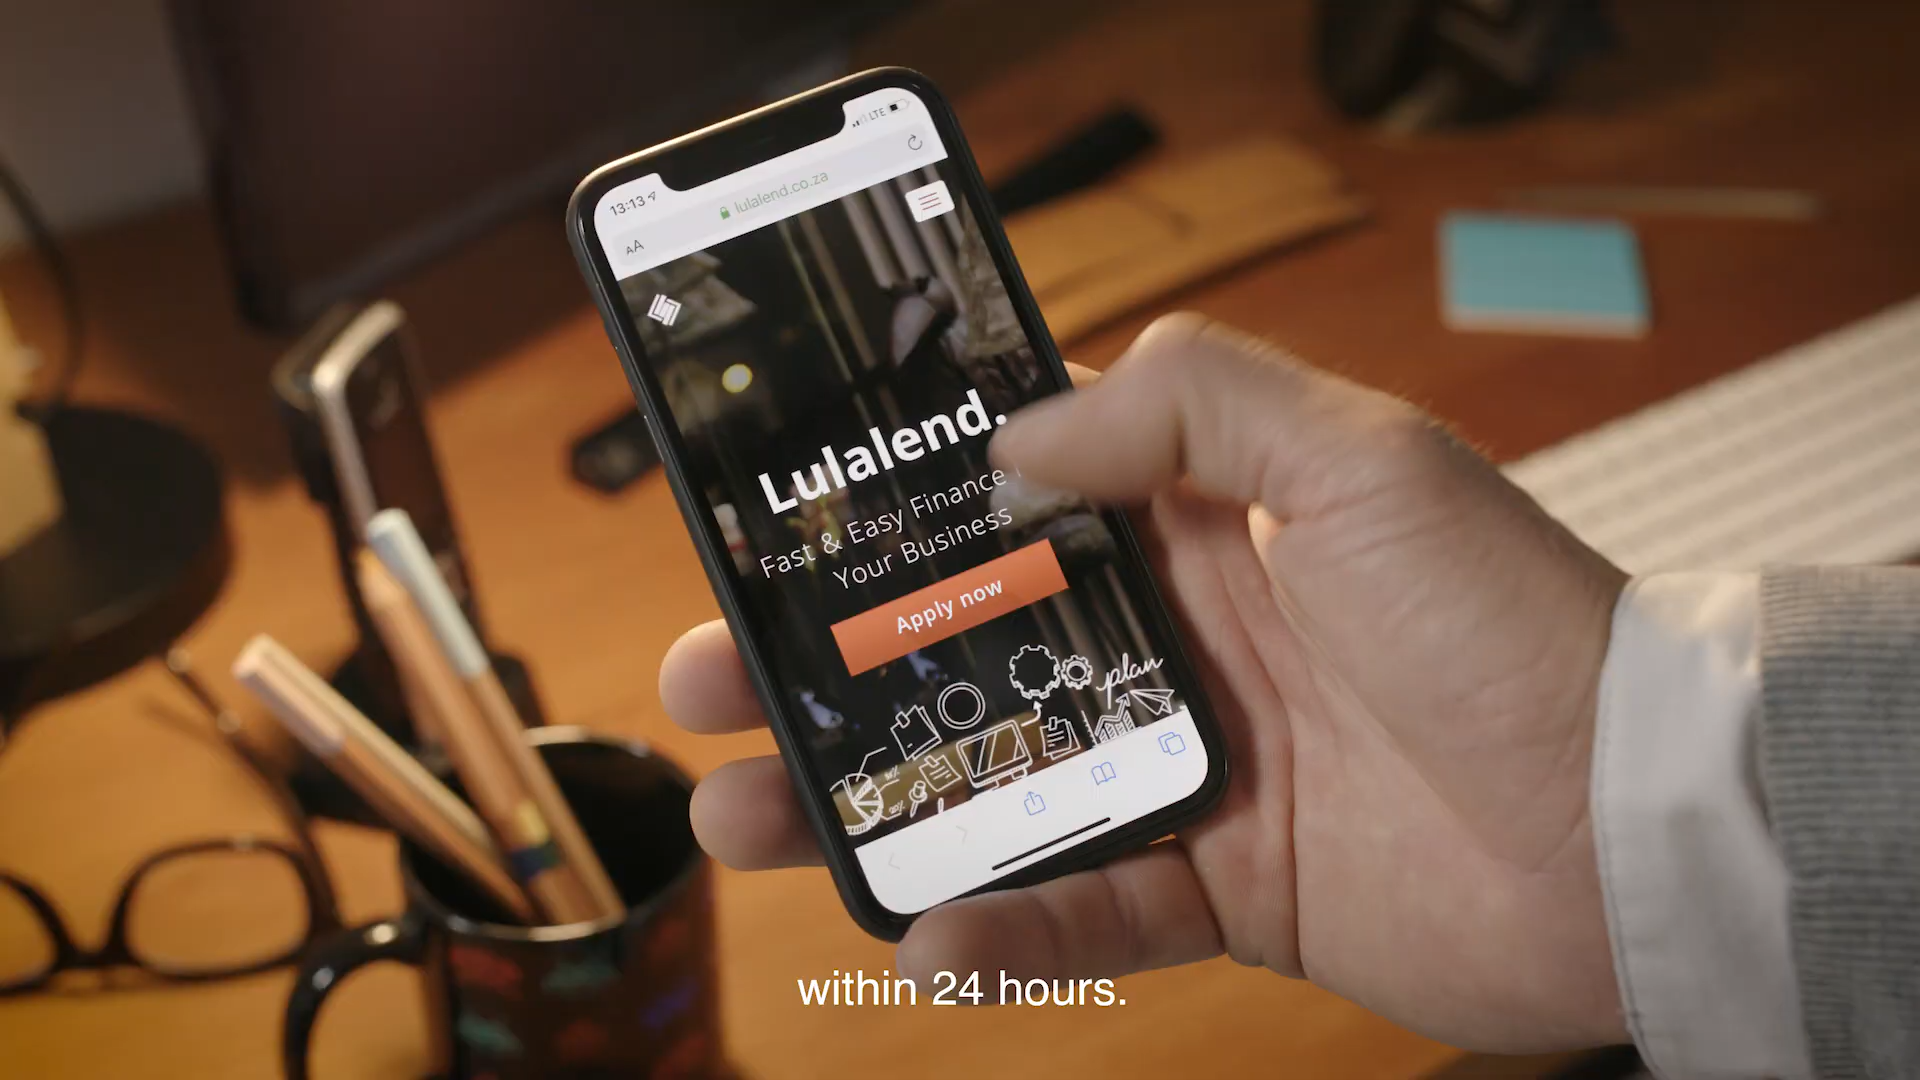 13:13
LTE
AA
lulalend.co.za
Lulalend.
Fast & Easy Finance
Your Business
Apply now
plan
within 24 hours.